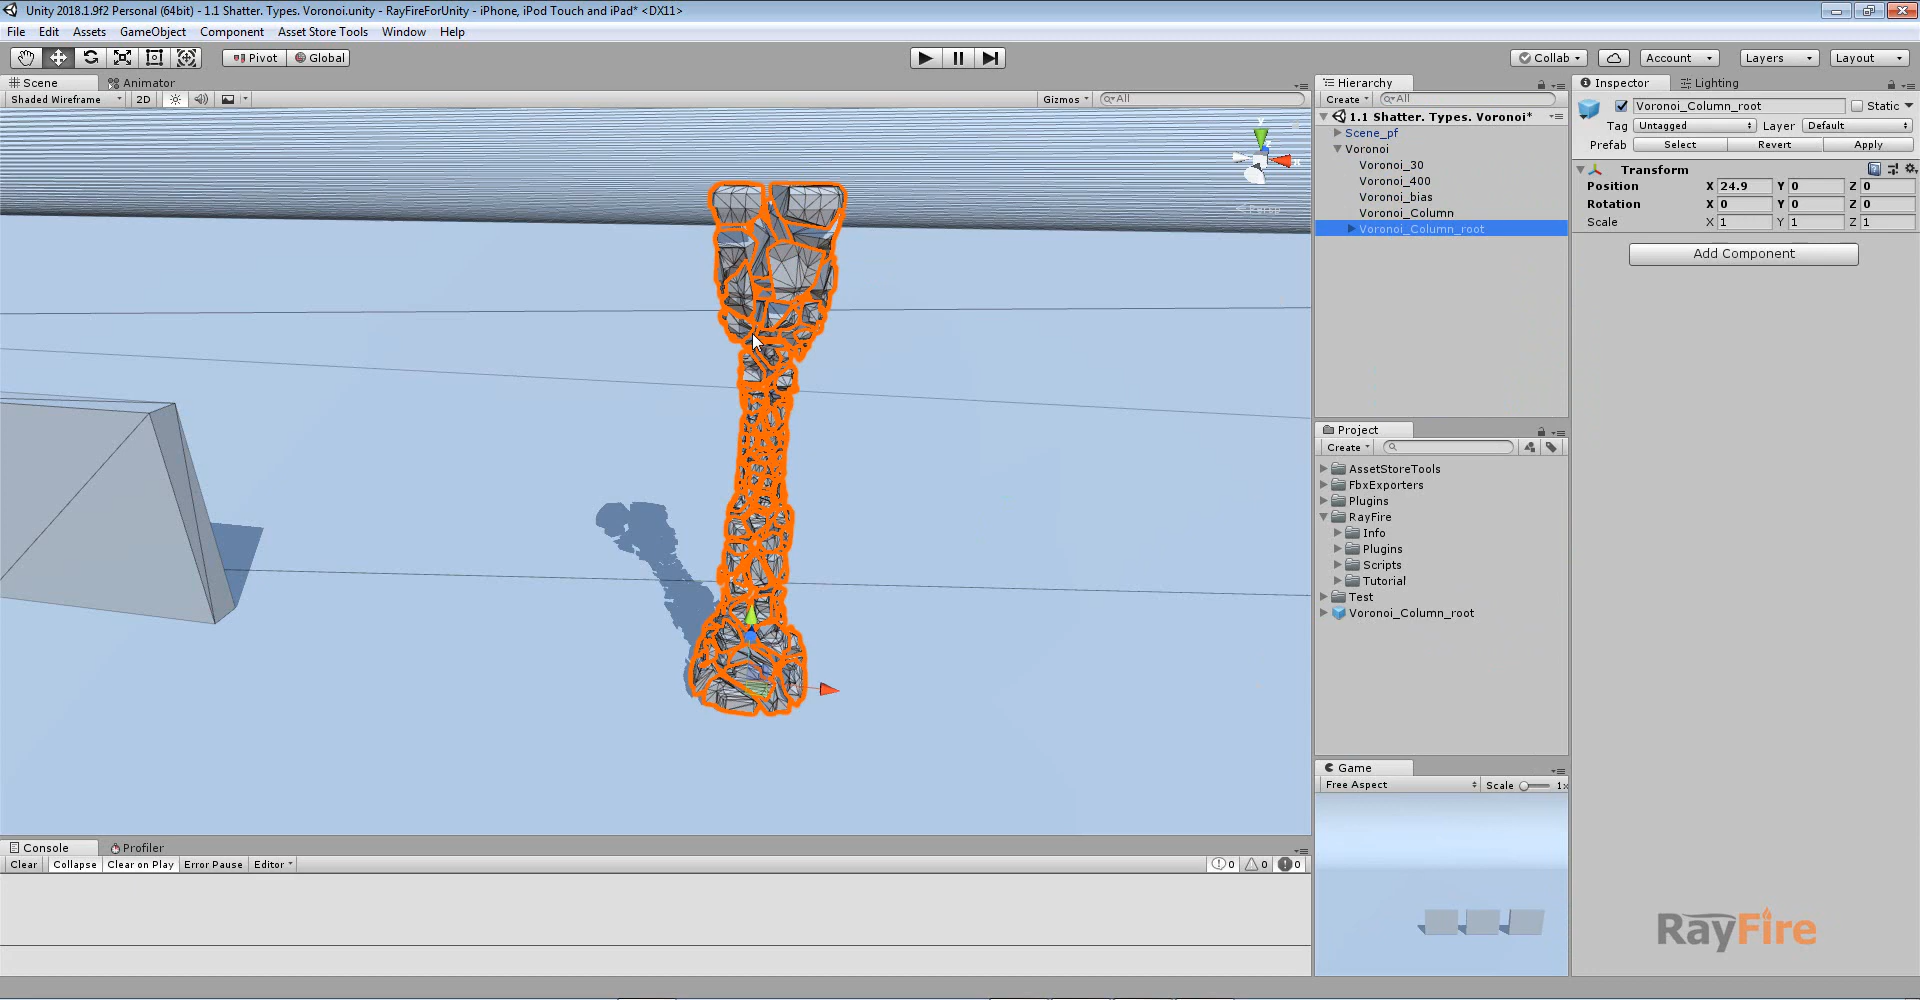 Unity 2018.1.9f2 Personal (64bit) - 1.1 Shatter. Types. Voronoi.unity - RayFireForUnity - iPhone, iPod Touch and iPad* <DX11>
File Edit Assets GameObject Component Asset Store Tools Window Help
Pivot Global Collab Account Layers Layout
Scene Animator
Shaded Wireframe 2D Gizmos All
Persp
Hierarchy
Create All
1.1 Shatter. Types. Voronoi*
Scene_pf
Voronoi
Voronoi_30
Voronoi_400
Voronoi_bias
Voronoi_Column
Voronoi_Column_root
Project
Create
AssetStoreTools
FbxExporters
Plugins
RayFire
Info
Plugins
Scripts
Tutorial
Test
Voronoi_Column_root
Game
Free Aspect Scale 1x
Inspector Lighting
Voronoi_Column_root Static
Tag Untagged Layer Default
Prefab Select Revert Apply
Transform
Position X 24.9 Y 0 Z 0
Rotation X 0 Y 0 Z 0
Scale X 1 Y 1 Z 1
Add Component
Console Profiler
Clear Collapse Clear on Play Error Pause Editor 0 0 0
RayFire